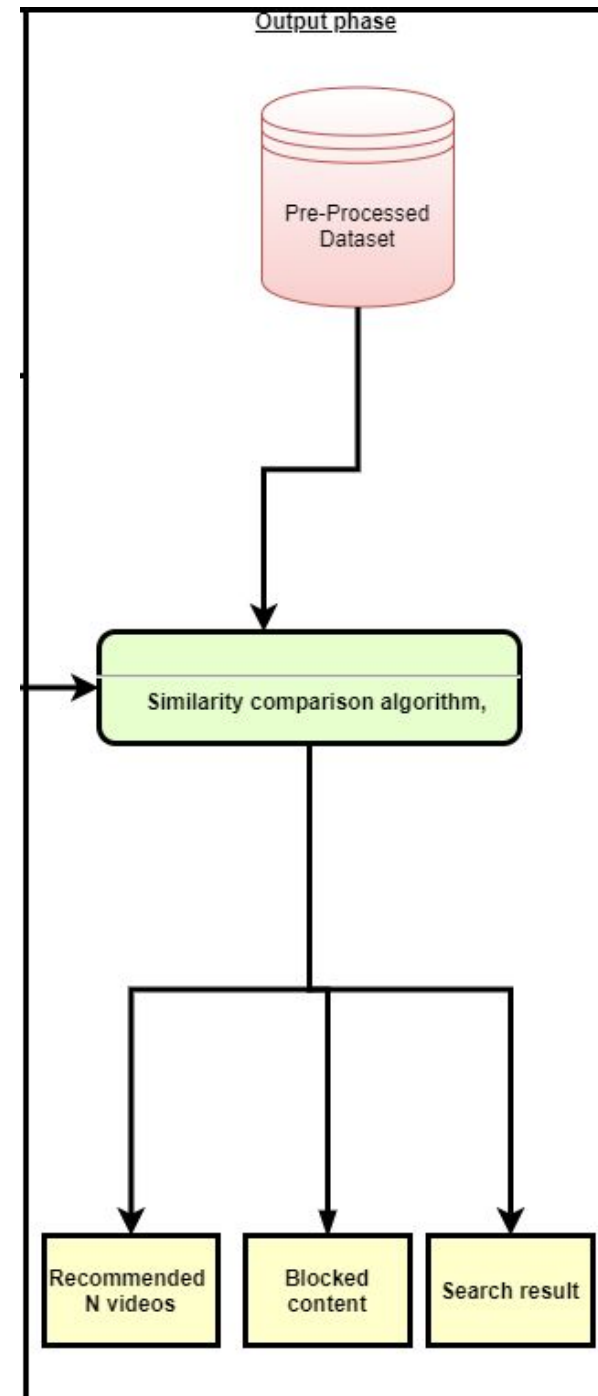 Output phase
Pre-Processed
Dataset
Similarity comparison algorithm,
Recommended
N videos
Blocked
content
Search result